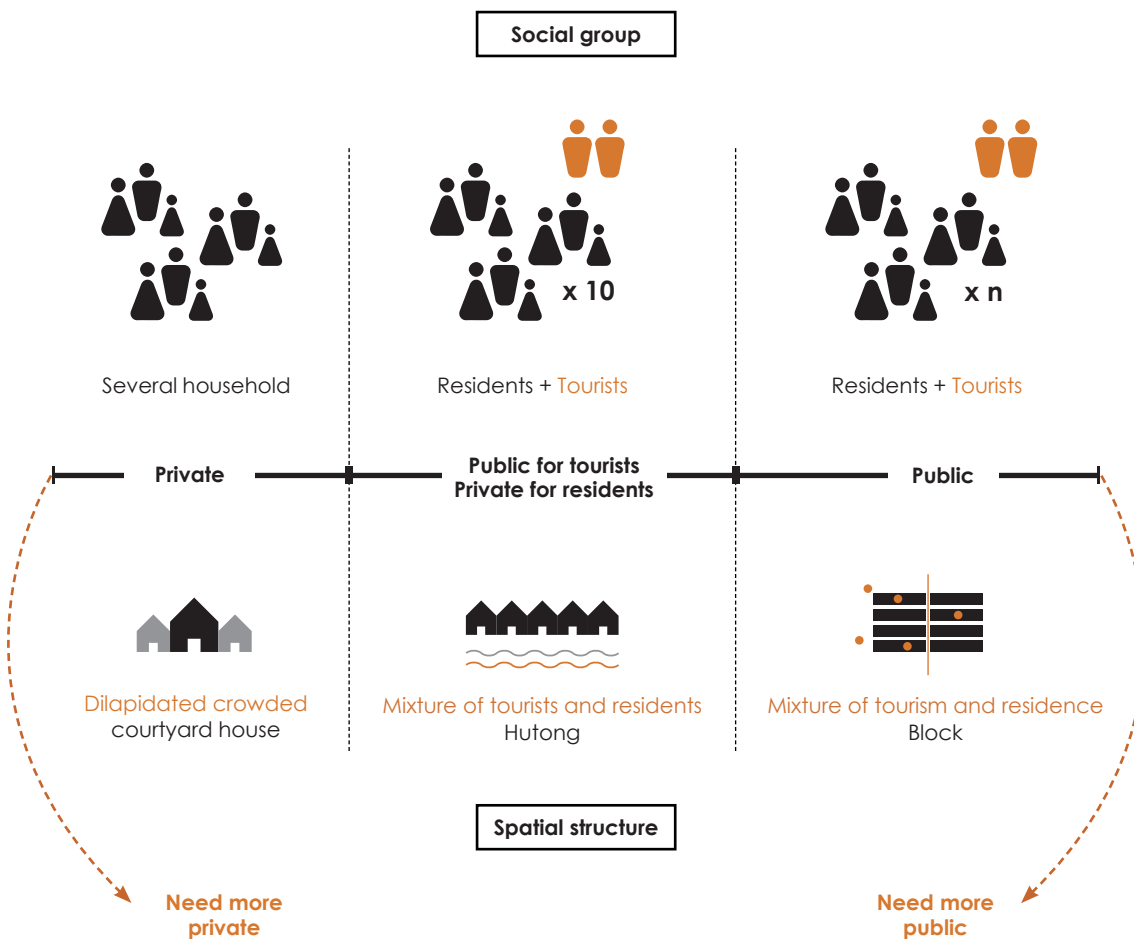 Social group
x 10
x n
Several household
Residents + Tourists
Residents + Tourists
Private
Public for tourists
Private for residents
Public
Dilapidated crowded
courtyard house
Mixture of tourists and residents
Hutong
Mixture of tourism and residence
Block
Spatial structure
Need more
private
Need more
public